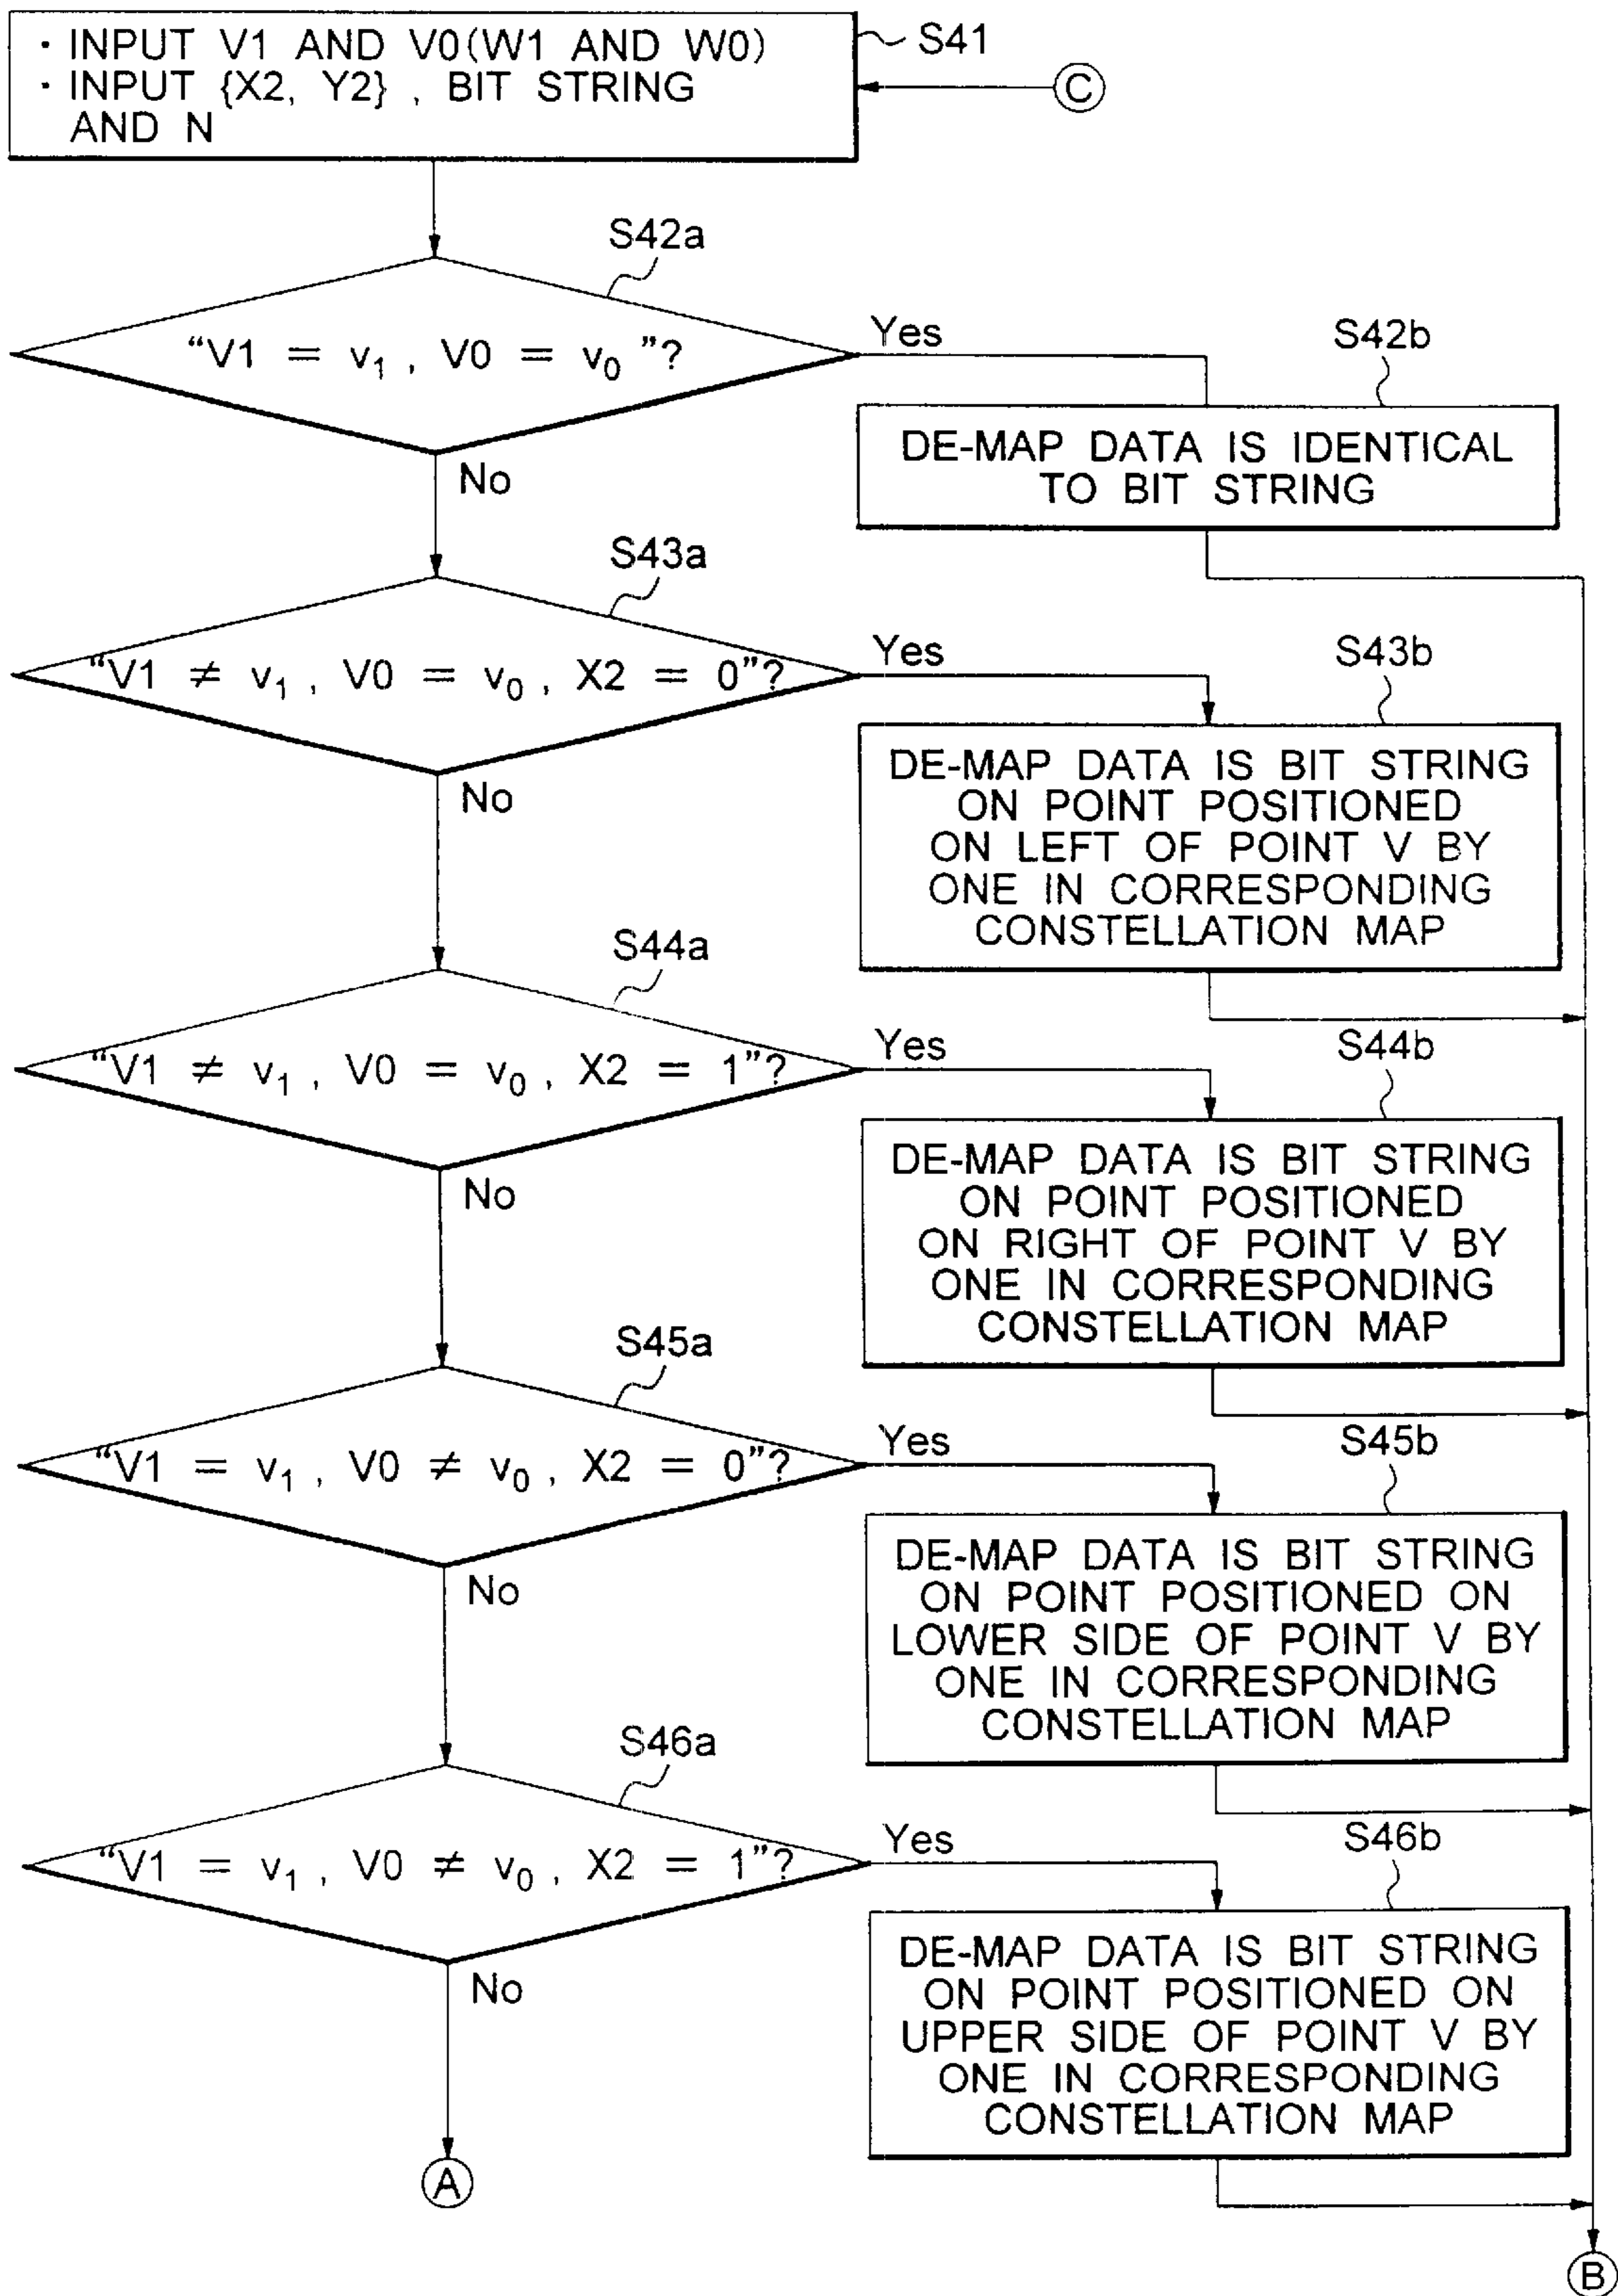 · INPUT V1 AND V0(W1 AND W0)
· INPUT {X2, Y2} , BIT STRING
AND N
S41
C
S42a
"V1 = v₁ , V0 = v₀ "?
Yes
No
S42b
DE-MAP DATA IS IDENTICAL
TO BIT STRING
S43a
"V1 ≠ v₁ , V0 = v₀ , X2 = 0"?
Yes
No
S43b
DE-MAP DATA IS BIT STRING
ON POINT POSITIONED
ON LEFT OF POINT V BY
ONE IN CORRESPONDING
CONSTELLATION MAP
S44a
"V1 ≠ v₁ , V0 = v₀ , X2 = 1"?
Yes
No
S44b
DE-MAP DATA IS BIT STRING
ON POINT POSITIONED
ON RIGHT OF POINT V BY
ONE IN CORRESPONDING
CONSTELLATION MAP
S45a
"V1 = v₁ , V0 ≠ v₀ , X2 = 0"?
Yes
No
S45b
DE-MAP DATA IS BIT STRING
ON POINT POSITIONED ON
LOWER SIDE OF POINT V BY
ONE IN CORRESPONDING
CONSTELLATION MAP
S46a
"V1 = v₁ , V0 ≠ v₀ , X2 = 1"?
Yes
No
S46b
DE-MAP DATA IS BIT STRING
ON POINT POSITIONED ON
UPPER SIDE OF POINT V BY
ONE IN CORRESPONDING
CONSTELLATION MAP
A
B